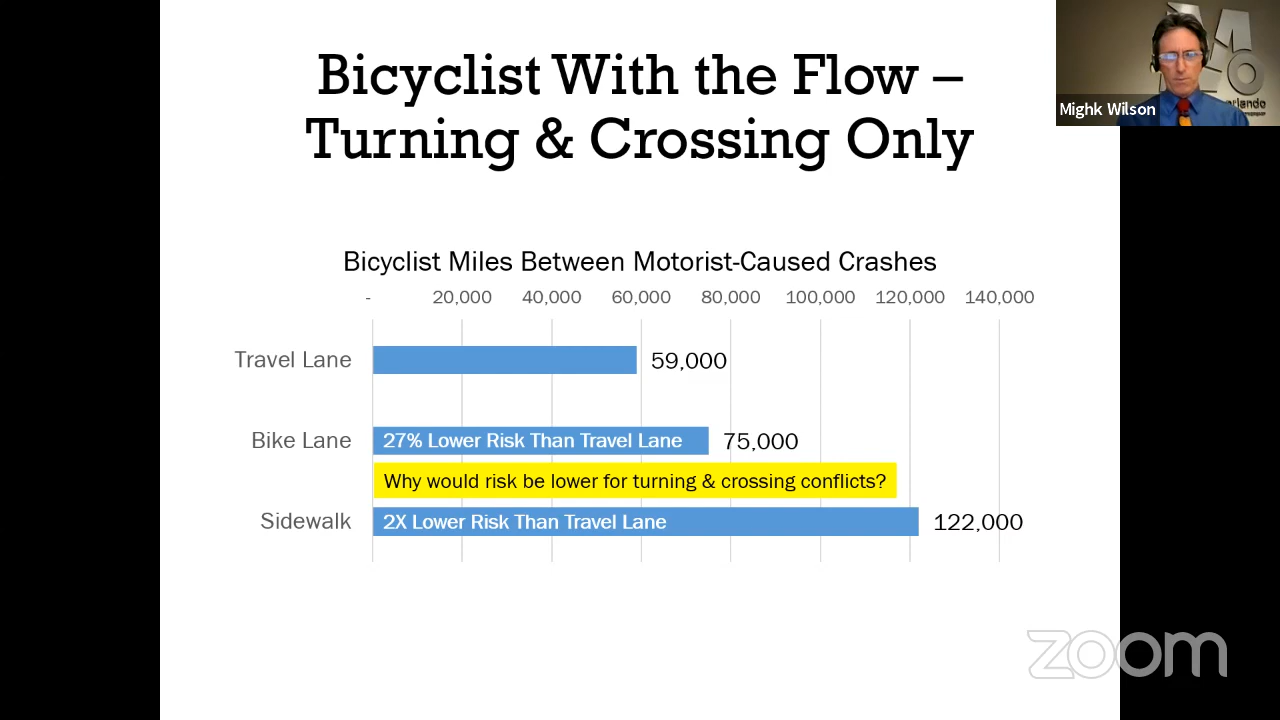 Bicyclist With the Flow –
Turning & Crossing Only
Mighk Wilson
orlando
Bicyclist Miles Between Motorist-Caused Crashes
- 20,000 40,000 60,000 80,000 100,000 120,000 140,000
Travel Lane 59,000
Bike Lane 27% Lower Risk Than Travel Lane 75,000
Why would risk be lower for turning & crossing conflicts?
Sidewalk 2X Lower Risk Than Travel Lane 122,000
zoom